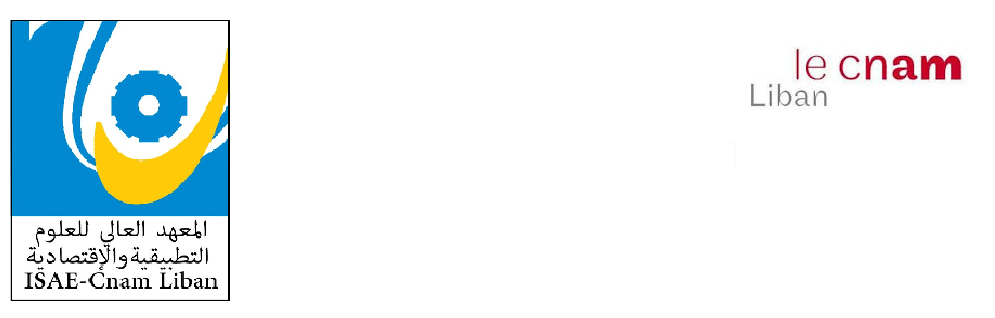 المعهد العالي للعلوم
التطبيقية والإقتصادية
ISAE-Cnam Liban
le cnam
Liban